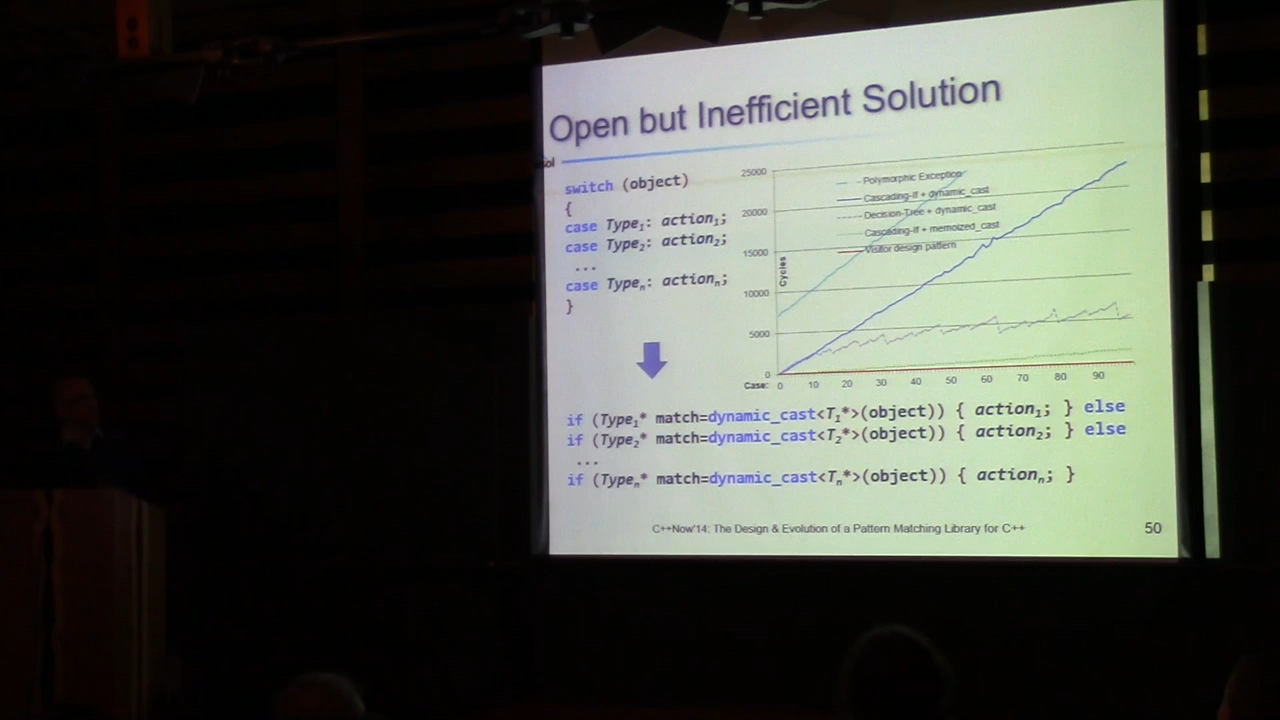 Open but Inefficient Solution
switch (object)
{
case Type₁: action₁;
case Type₂: action₂;
...
case Typeₙ: actionₙ;
}
25000
20000
15000
10000
5000
0
Cycles
Polymorphic Exception
Cascading-If + dynamic_cast
Decision-Tree + dynamic_cast
Cascading-If + memoized_cast
Visitor design pattern
Case: 0 10 20 30 40 50 60 70 80 90
if (Type₁* match=dynamic_cast<T₁*>(object)) { action₁; } else
if (Type₂* match=dynamic_cast<T₂*>(object)) { action₂; } else
...
if (Typeₙ* match=dynamic_cast<Tₙ*>(object)) { actionₙ; }
C++Now'14: The Design & Evolution of a Pattern Matching Library for C++
50